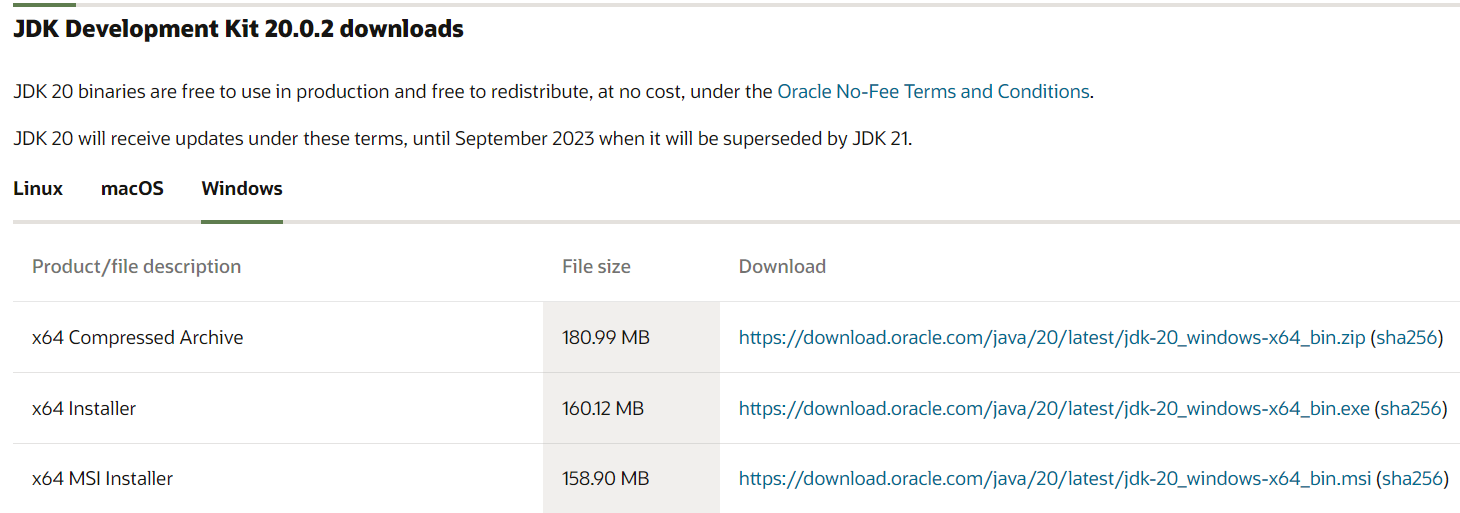 JDK Development Kit 20.0.2 downloads
JDK 20 binaries are free to use in production and free to redistribute, at no cost, under the Oracle No-Fee Terms and Conditions.
JDK 20 will receive updates under these terms, until September 2023 when it will be superseded by JDK 21.
Linux macOS Windows
Product/file description File size Download
x64 Compressed Archive 180.99 MB https://download.oracle.com/java/20/latest/jdk-20_windows-x64_bin.zip (sha256)
x64 Installer 160.12 MB https://download.oracle.com/java/20/latest/jdk-20_windows-x64_bin.exe (sha256)
x64 MSI Installer 158.90 MB https://download.oracle.com/java/20/latest/jdk-20_windows-x64_bin.msi (sha256)